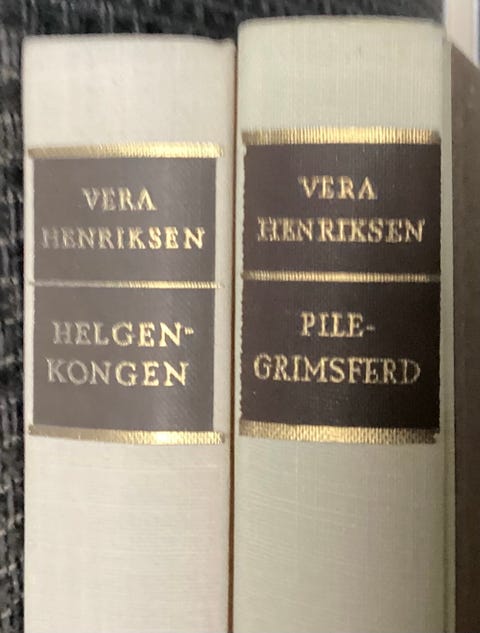 VERA
HENRIKSEN
HELGEN-
KONGEN
VERA
HENRIKSEN
PILE-
GRIMSFERD